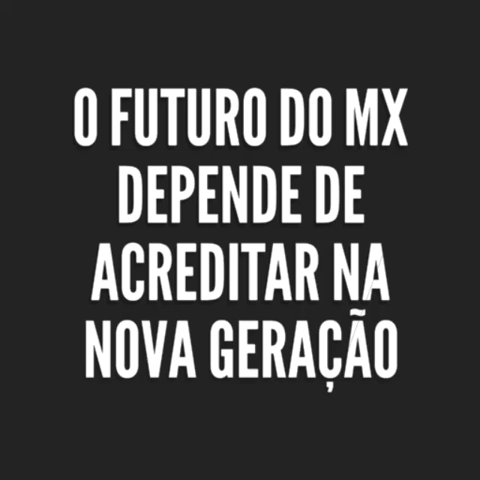 O FUTURO DO MX
DEPENDE DE
ACREDITAR NA
NOVA GERAÇÃO